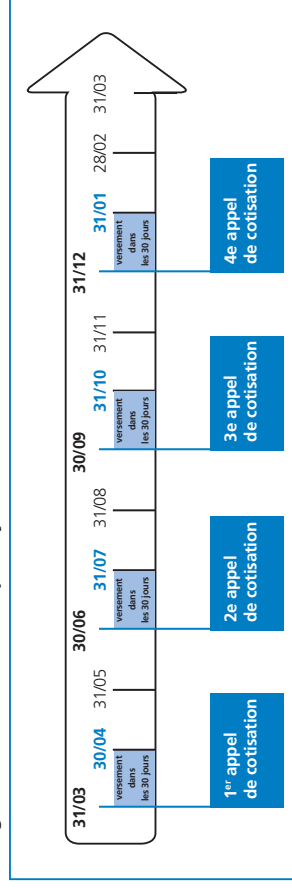 31/03
30/04
31/05
30/06
31/07
31/08
30/09
31/10
31/11
31/12
31/01
28/02
31/03
versement
dans
les 30 jours
versement
dans
les 30 jours
versement
dans
les 30 jours
versement
dans
les 30 jours
1er appel
de cotisation
2e appel
de cotisation
3e appel
de cotisation
4e appel
de cotisation